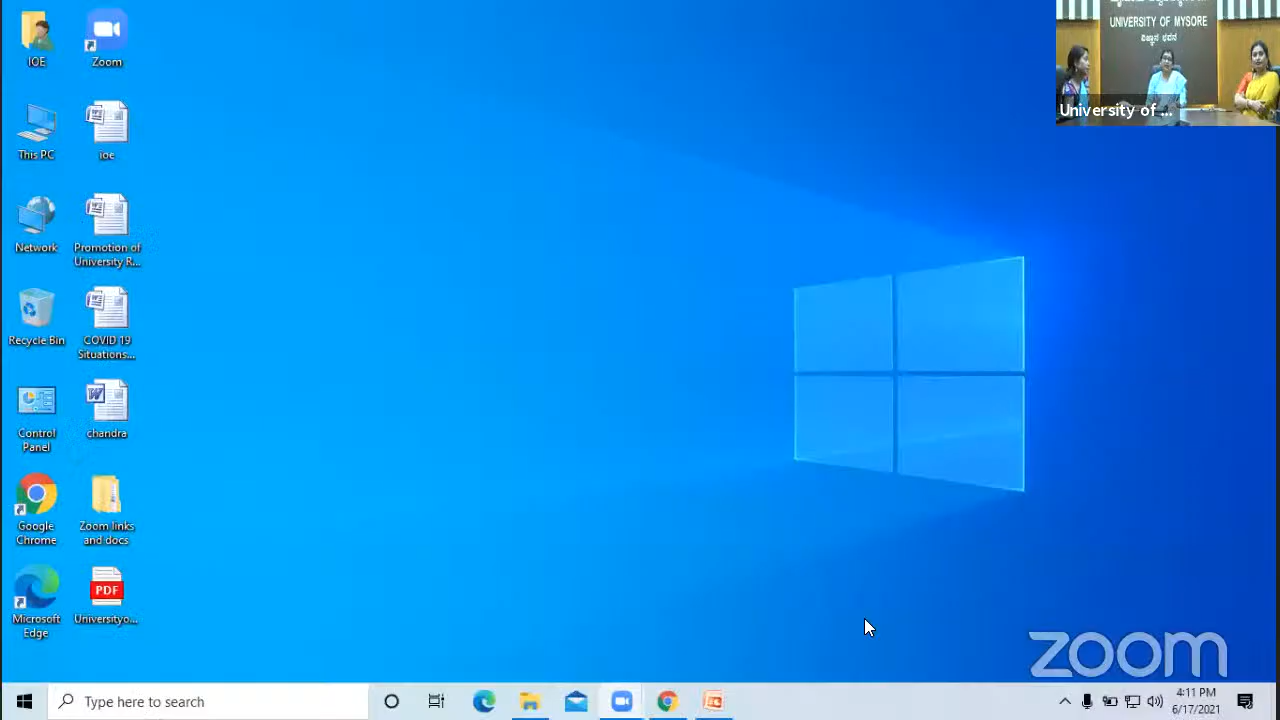 IOE
Zoom
This PC
ioe
Network
Promotion of
University R...
Recycle Bin
COVID 19
Situations...
Control
Panel
chandra
Google
Chrome
Zoom links
and docs
Microsoft
Edge
PDF
Universityo...
UNIVERSITY OF MYSORE
ವಿಜ್ಞಾನ ಭವನ
University of ...
zoom
Type here to search
4:11 PM
6/17/2021